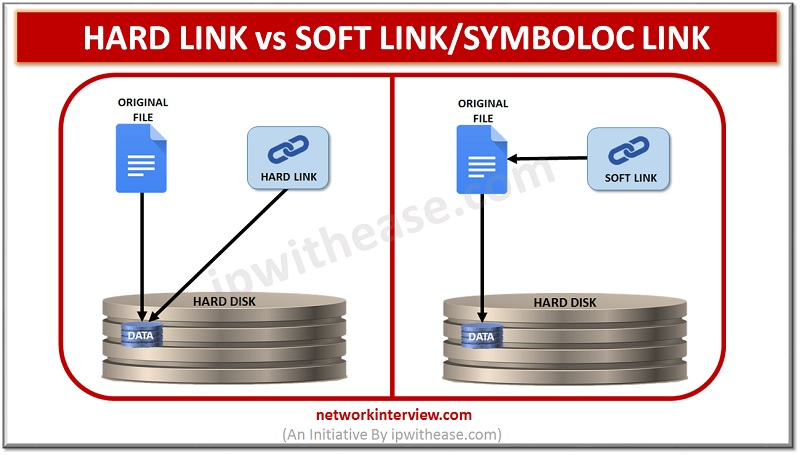 HARD LINK vs SOFT LINK/SYMBOLOC LINK
ORIGINAL
FILE
HARD LINK
HARD DISK
DATA
ORIGINAL
FILE
SOFT LINK
HARD DISK
DATA
ipwithease.com
networkinterview.com
(An Initiative By ipwithease.com)